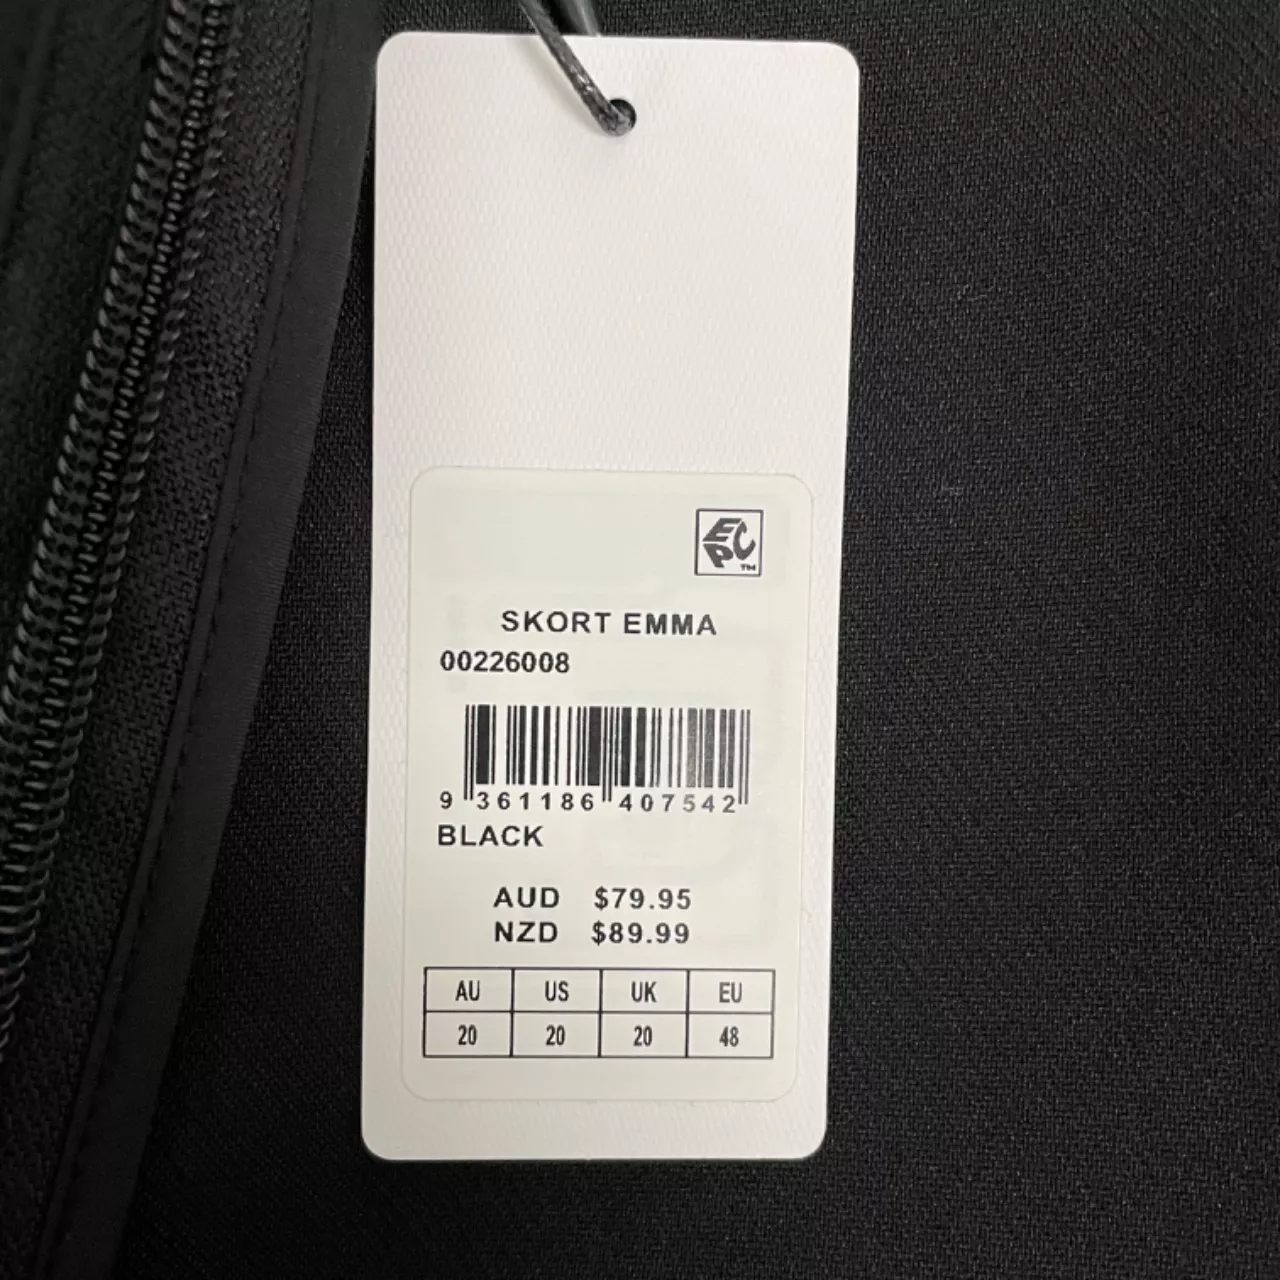 EPC™
SKORT EMMA
00226008
9 361186 407542
BLACK
AUD $79.95
NZD $89.99
AU US UK EU
20 20 20 48